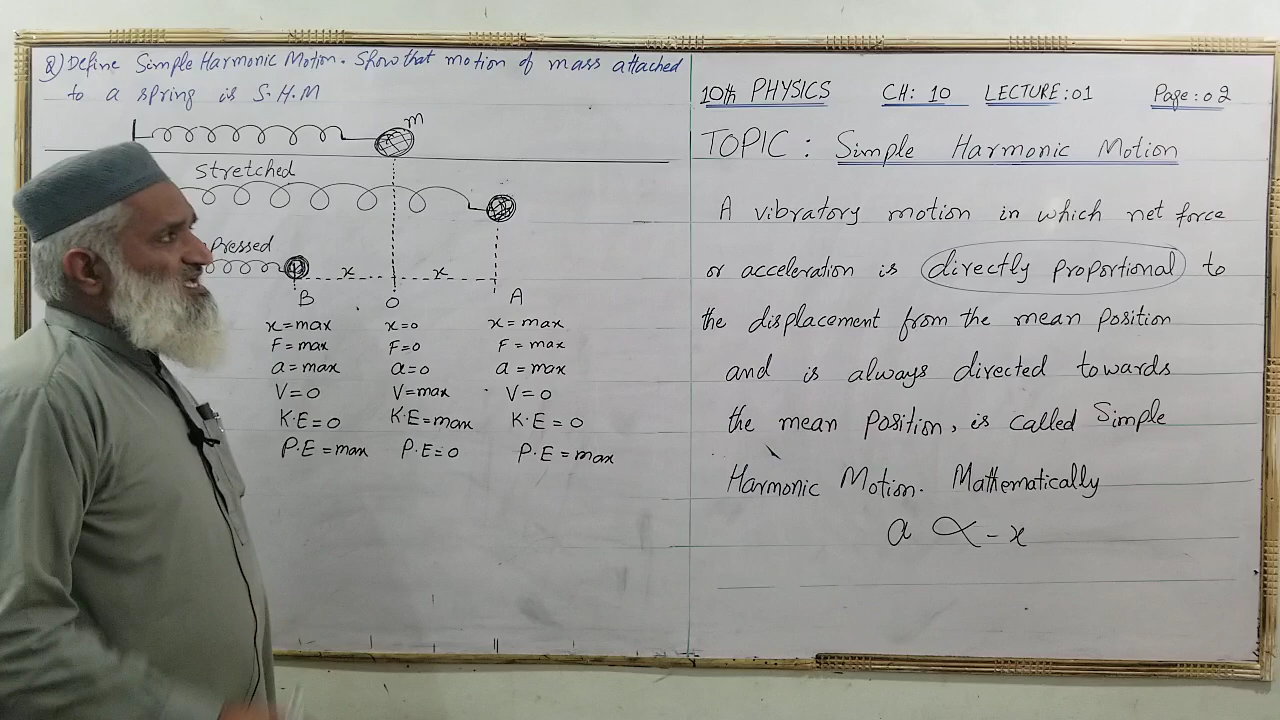 Q) Define Simple Harmonic Motion. Show that motion of mass attached
to a spring is S.H.M
m
stretched
pressed
x x
B O A
x=max x=0 x=max
F=max F=0 F=max
a=max a=0 a=max
V=0 V=max V=0
K.E=0 K.E=max K.E=0
P.E=max P.E=0 P.E=max
10th PHYSICS CH: 10 LECTURE:01 Page:02
TOPIC: Simple Harmonic Motion
A vibratory motion in which net force
or acceleration is directly proportional to
the displacement from the mean position
and is always directed towards
the mean position, is called Simple
Harmonic Motion. Mathematically
a ∝ -x